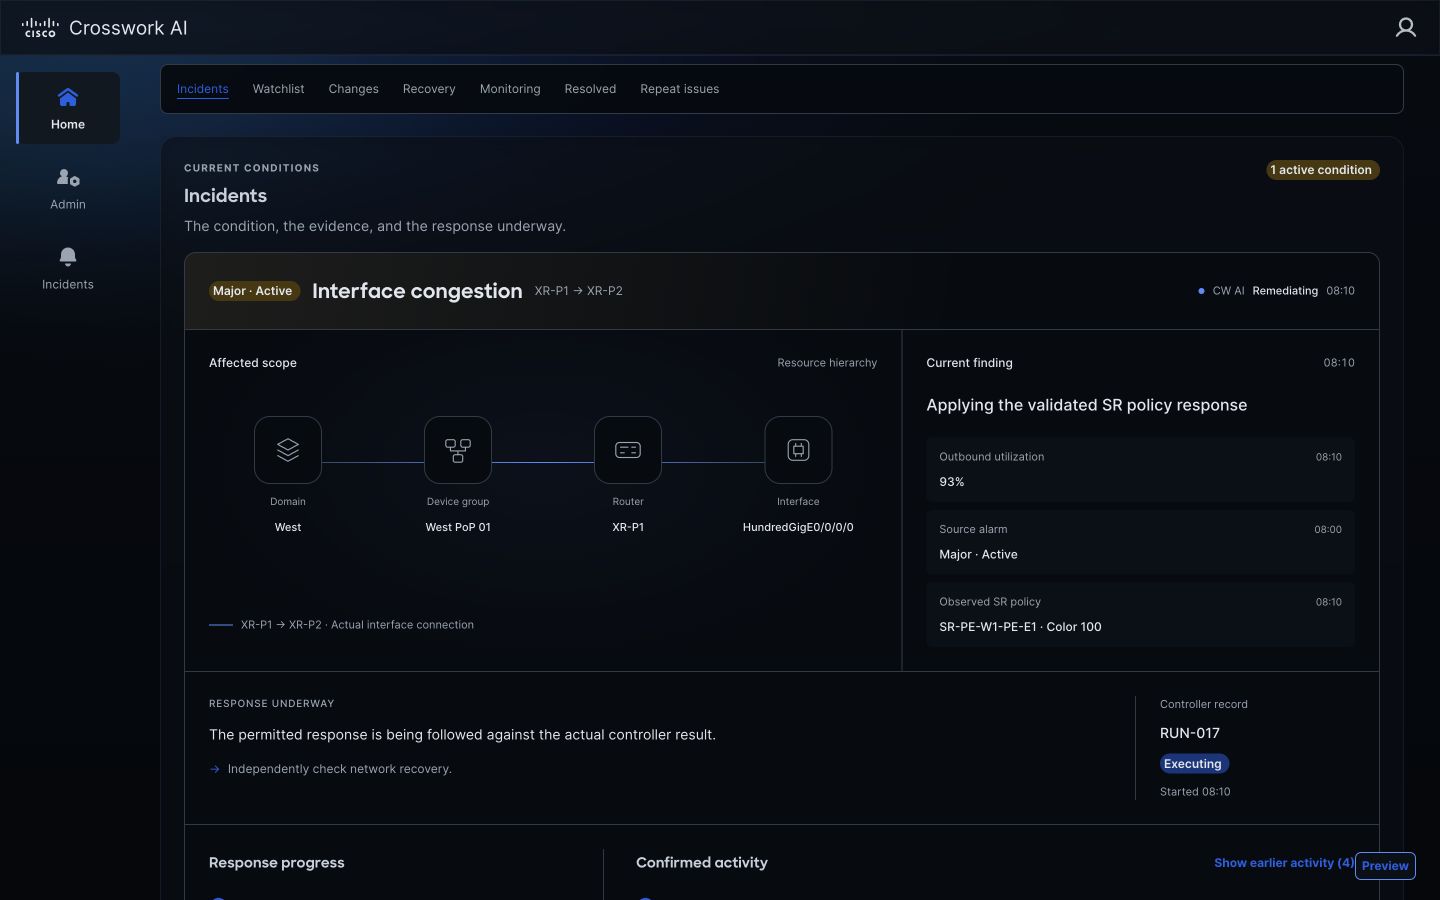 cisco Crosswork AI
Home
Admin
Incidents
Incidents Watchlist Changes Recovery Monitoring Resolved Repeat issues
CURRENT CONDITIONS
1 active condition
Incidents
The condition, the evidence, and the response underway.
Major · Active Interface congestion XR-P1 → XR-P2
CW AI Remediating 08:10
Affected scope
Resource hierarchy
Domain
West
Device group
West PoP 01
Router
XR-P1
Interface
HundredGigE0/0/0/0
XR-P1 → XR-P2 · Actual interface connection
Current finding 08:10
Applying the validated SR policy response
Outbound utilization 08:10
93%
Source alarm 08:00
Major · Active
Observed SR policy 08:10
SR-PE-W1-PE-E1 · Color 100
RESPONSE UNDERWAY
The permitted response is being followed against the actual controller result.
→ Independently check network recovery.
Controller record
RUN-017
Executing
Started 08:10
Response progress
Confirmed activity
Show earlier activity (4)
Preview